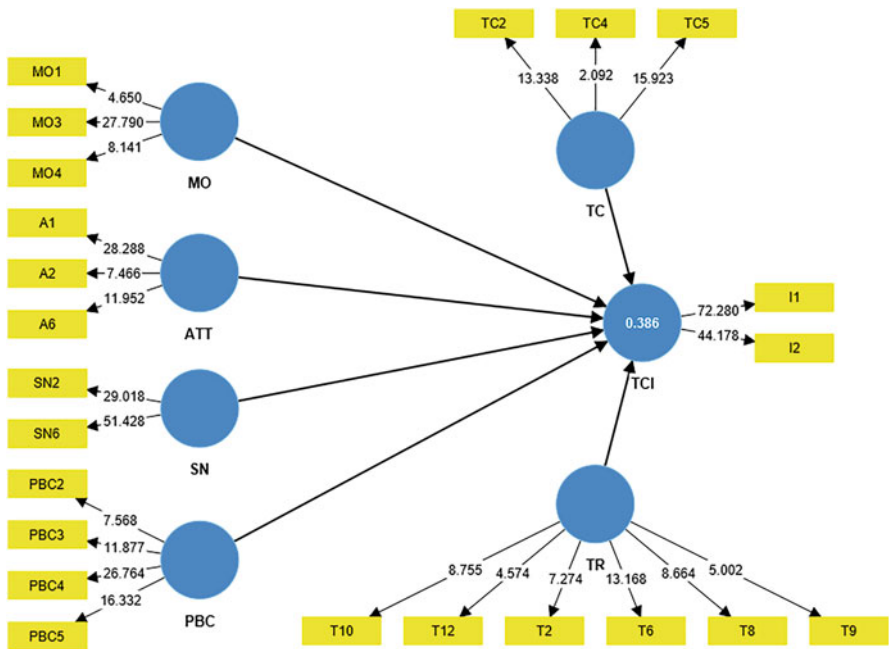 TC2
TC4
TC5
13.338
2.092
15.923
TC
MO1
MO3
MO4
4.650
27.790
8.141
MO
A1
A2
A6
28.288
7.466
11.952
ATT
SN2
SN6
29.018
51.428
SN
PBC2
PBC3
PBC4
PBC5
7.568
11.877
26.764
16.332
PBC
0.386
TCI
72.280
44.178
I1
I2
TR
8.755
4.574
7.274
13.168
8.664
5.002
T10
T12
T2
T6
T8
T9